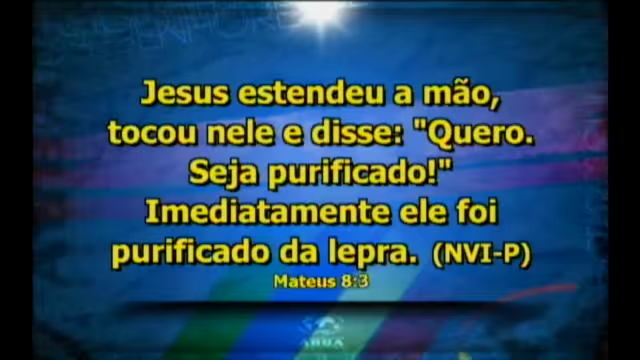 Jesus estendeu a mão,
tocou nele e disse: "Quero.
Seja purificado!"
Imediatamente ele foi
purificado da lepra. (NVI-P)
Mateus 8:3